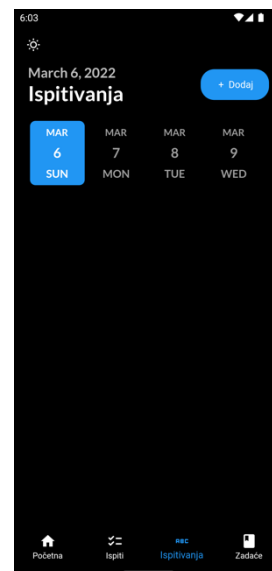 6:03
March 6, 2022
Ispitivanja
+ Dodaj
MAR MAR MAR MAR
6 7 8 9
SUN MON TUE WED
ABC
Početna Ispiti Ispitivanja Zadaće